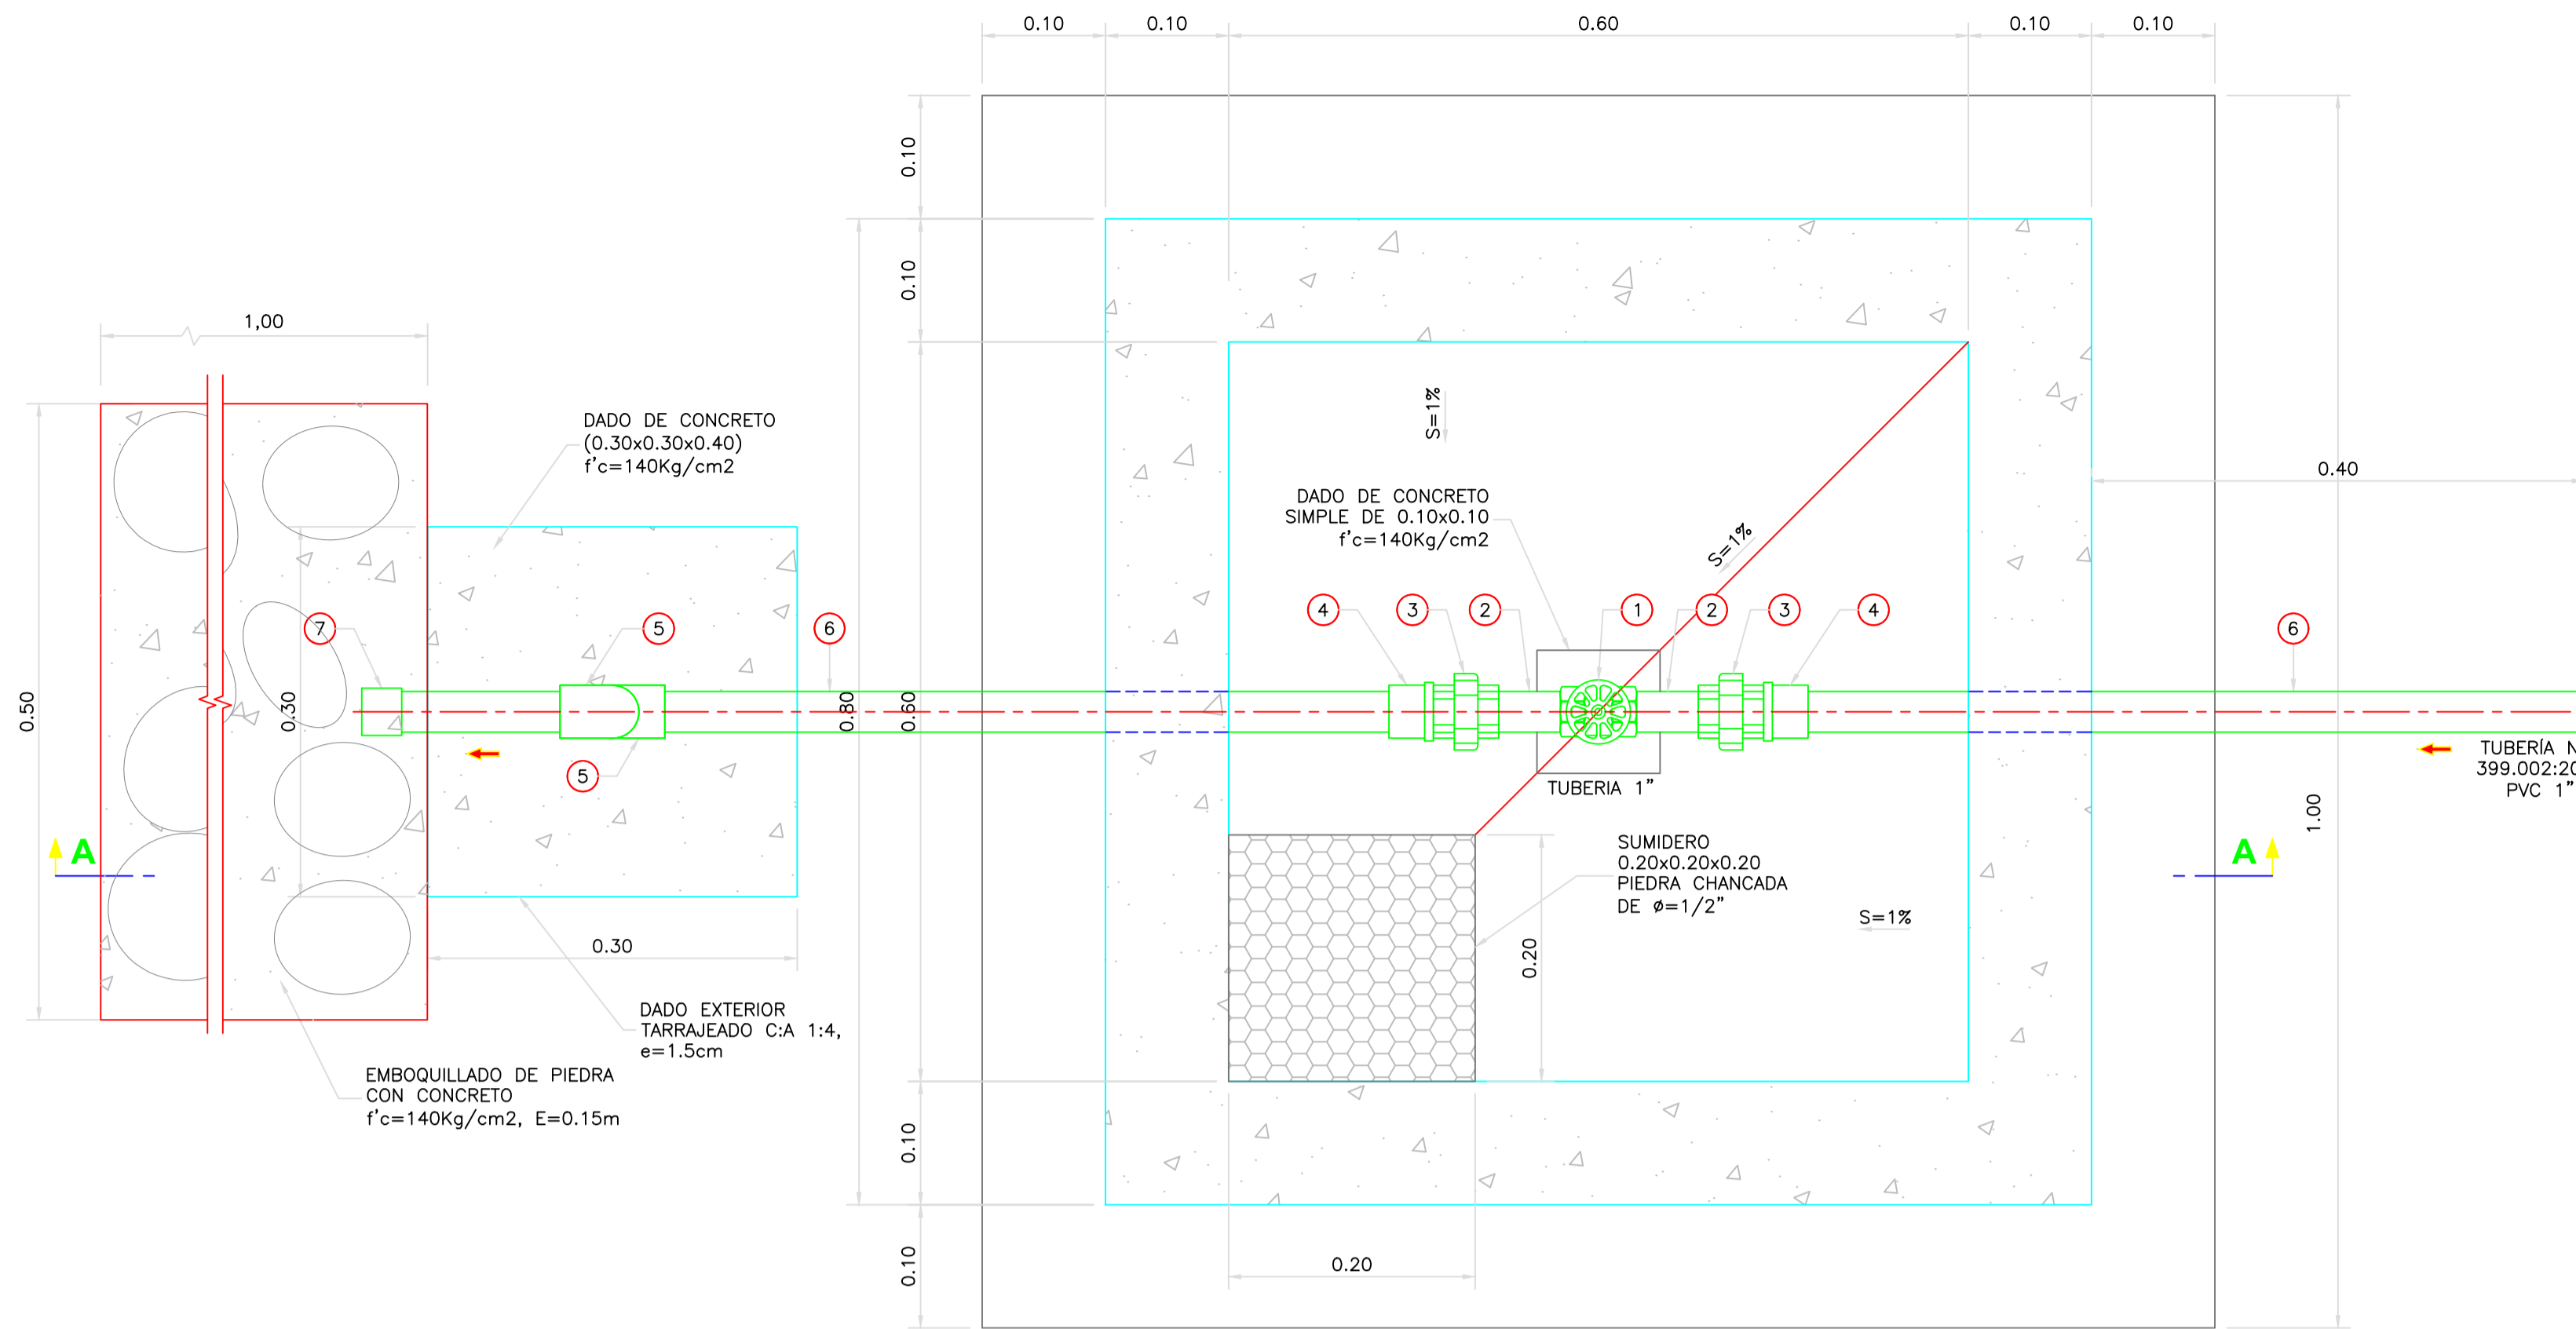 0.10
0.10
0.60
0.10
0.10
0.10
0.10
1,00
S=1%
DADO DE CONCRETO
(0.30x0.30x0.40)
f'c=140Kg/cm2
0.40
DADO DE CONCRETO
SIMPLE DE 0.10x0.10
f'c=140Kg/cm2
S=1%
4
3
2
1
2
3
4
7
5
6
6
0.50
0.30
0.80
0.60
5
TUBERIA 1"
TUBERÍA N
399.002:20
PVC 1"
1.00
A
A
SUMIDERO
0.20x0.20x0.20
PIEDRA CHANCADA
DE ø=1/2"
S=1%
0.30
0.20
DADO EXTERIOR
TARRAJEADO C:A 1:4,
e=1.5cm
EMBOQUILLADO DE PIEDRA
CON CONCRETO
f'c=140Kg/cm2, E=0.15m
0.10
0.10
0.20